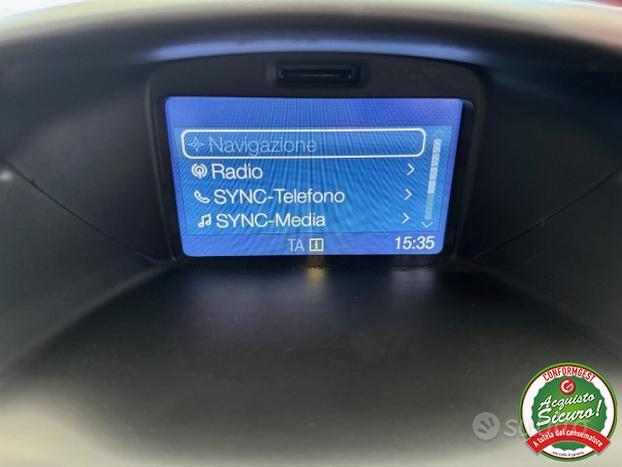 Navigazione
Radio
SYNC-Telefono
SYNC-Media
TA i 15:35
CONFORMGEST
Acquisto
Sicuro!
A tutela del consumatore